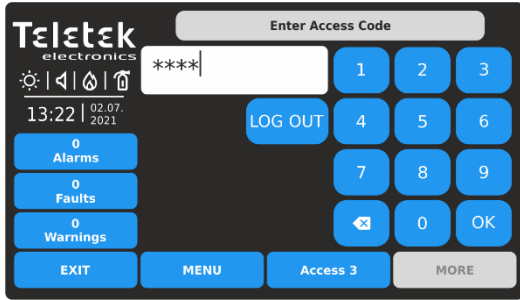 Teletek
electronics
Enter Access Code
****
13:22
02.07.
2021
LOG OUT
0
Alarms
0
Faults
0
Warnings
1 2 3
4 5 6
7 8 9
0 OK
EXIT MENU Access 3 MORE